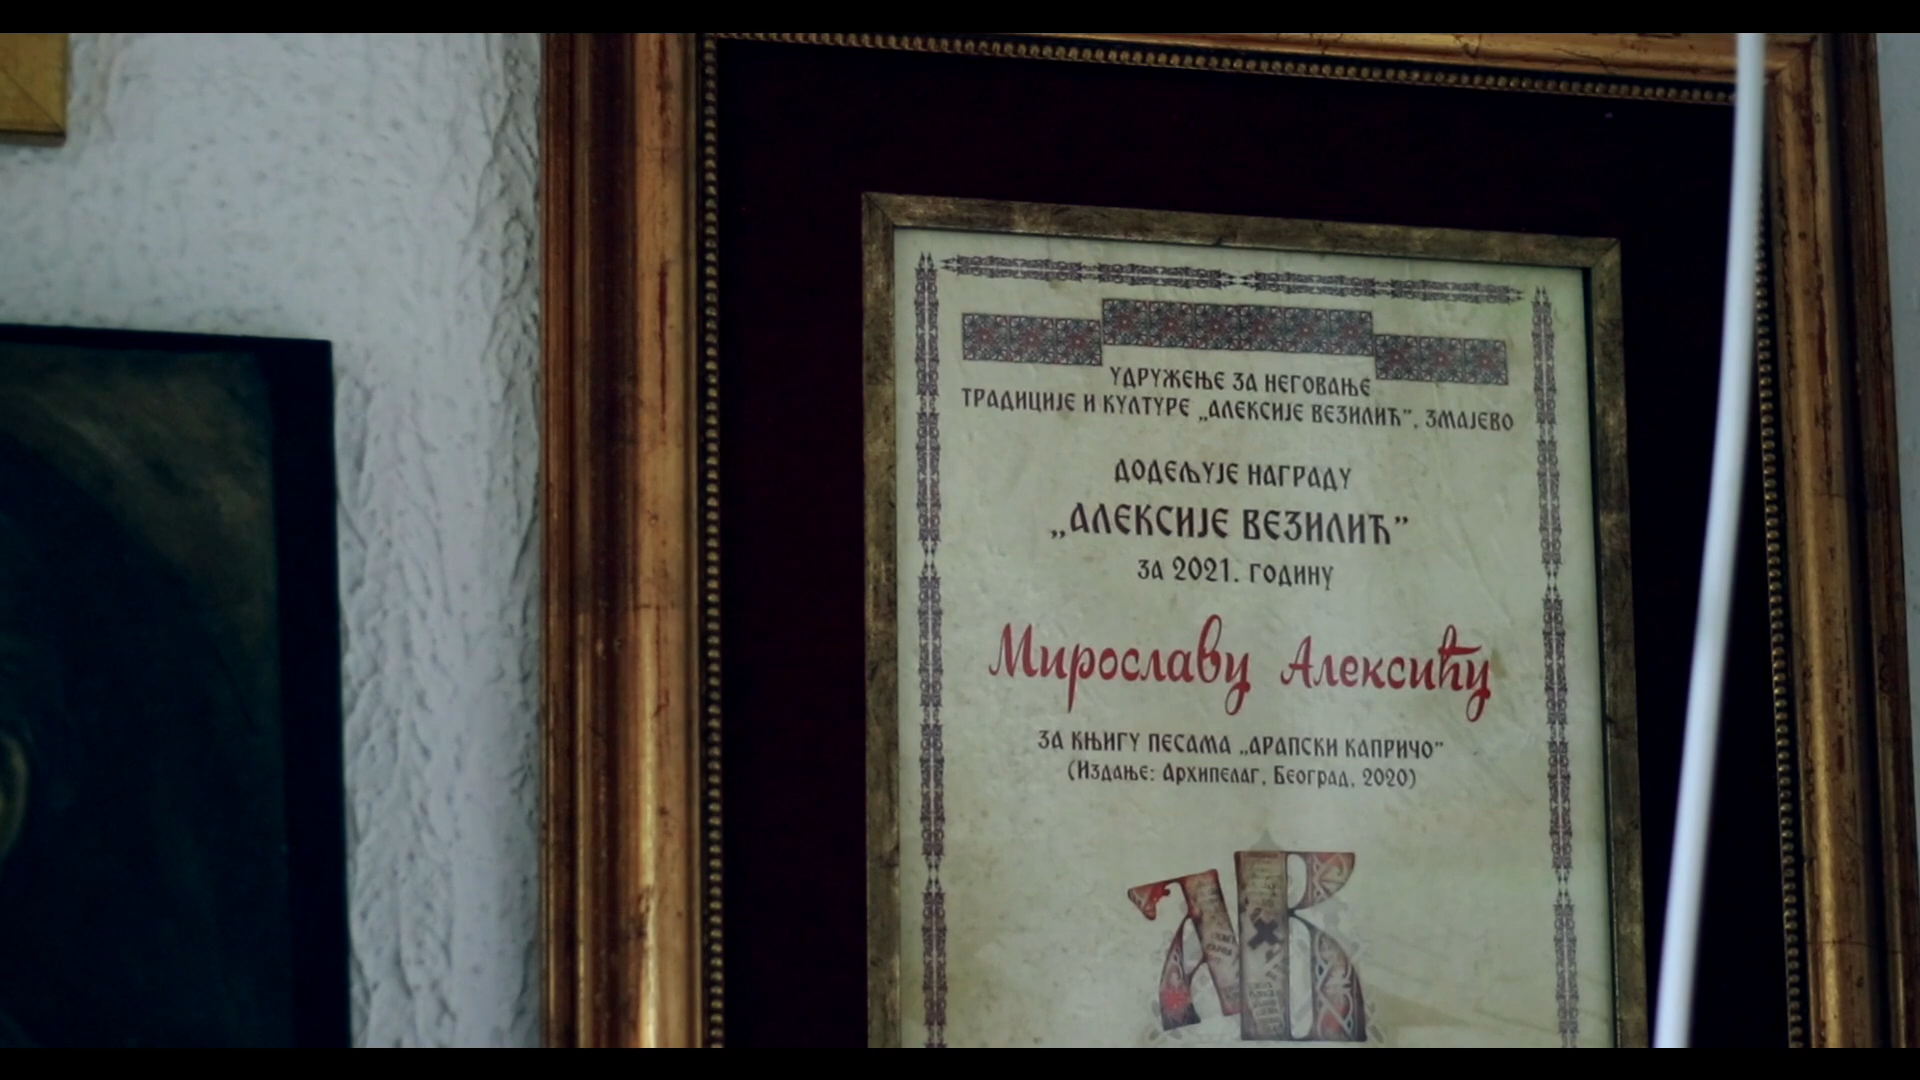 УДРУЖЕЊЕ ЗА НЕГОВАЊЕ
ТРАДИЦИЈЕ И КУЛТУРЕ „АЛЕКСИЈЕ ВЕЗИЛИЋ”, ЗМАЈЕВО
ДОДЕЉУЈЕ НАГРАДУ
„АЛЕКСИЈЕ ВЕЗИЛИЋ”
ЗА 2021. ГОДИНУ
Мирославу Алексићу
ЗА КЊИГУ ПЕСАМА „АРАПСКИ КАПРИЧО”
(Издање: Архипелаг, Београд, 2020)
АВ